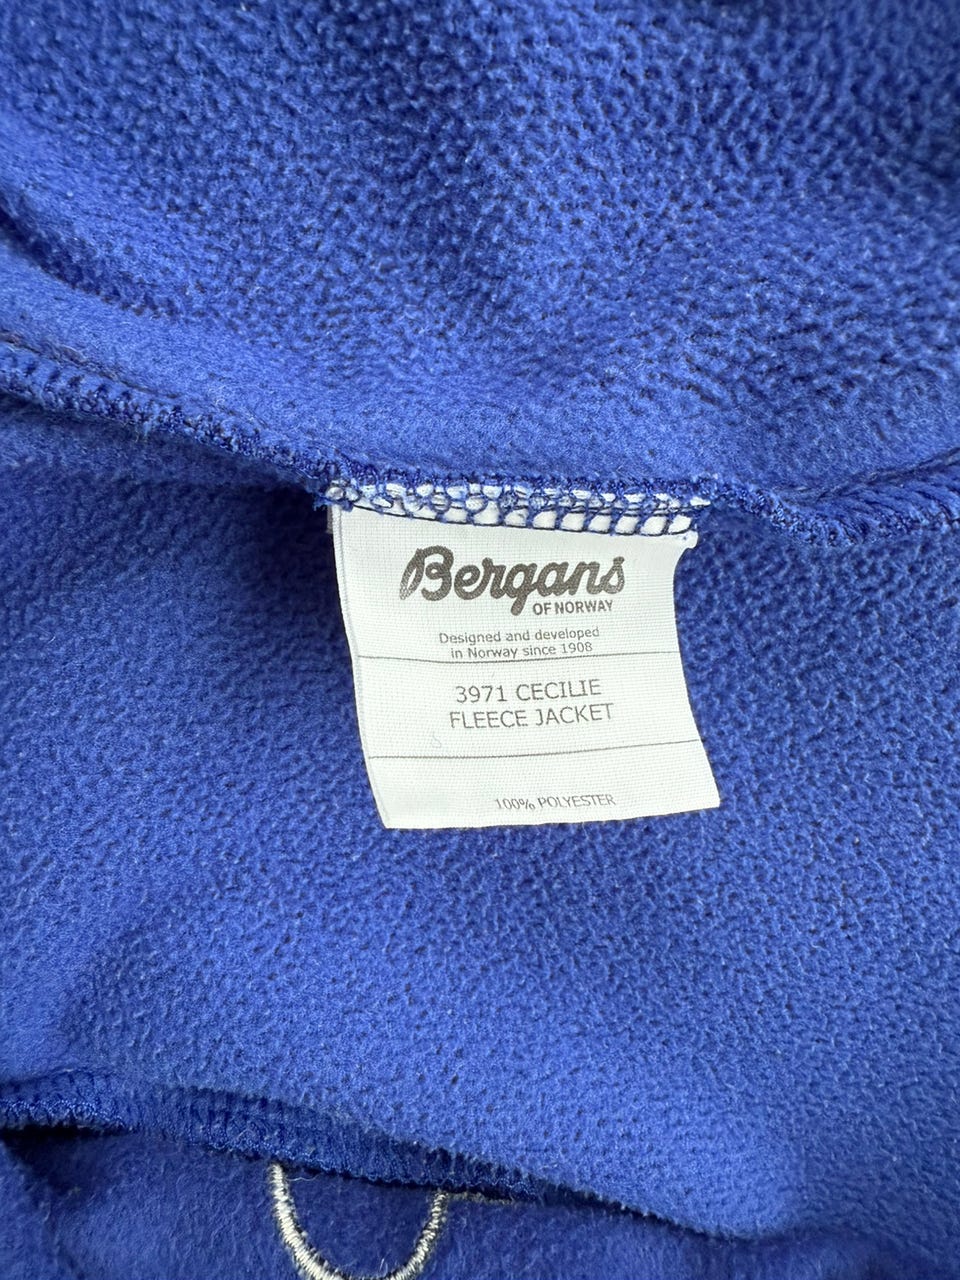 Bergans
OF NORWAY
Designed and developed
in Norway since 1908
3971 CECILIE
FLEECE JACKET
100% POLYESTER